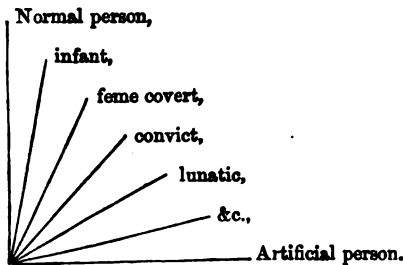 Normal person,
infant,
feme covert,
convict,
lunatic,
&c.,
Artificial person.